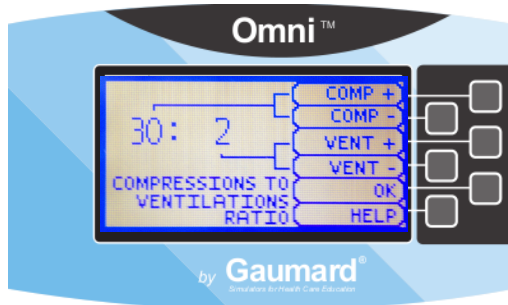 Omni™
COMP +
COMP -
30: 2
VENT +
VENT -
COMPRESSIONS TO
VENTILATIONS
RATIO
OK
HELP
by Gaumard®
Simulators for Health Care Education